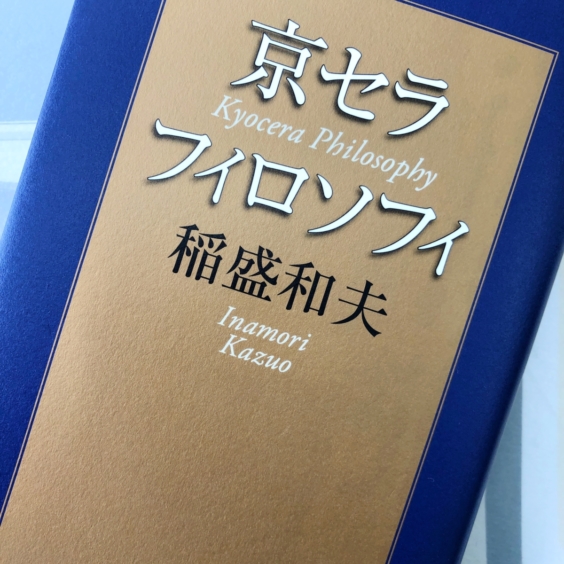 京セラ
Kyocera Philosophy
フィロソフィ
稲盛和夫
Inamori
Kazuo